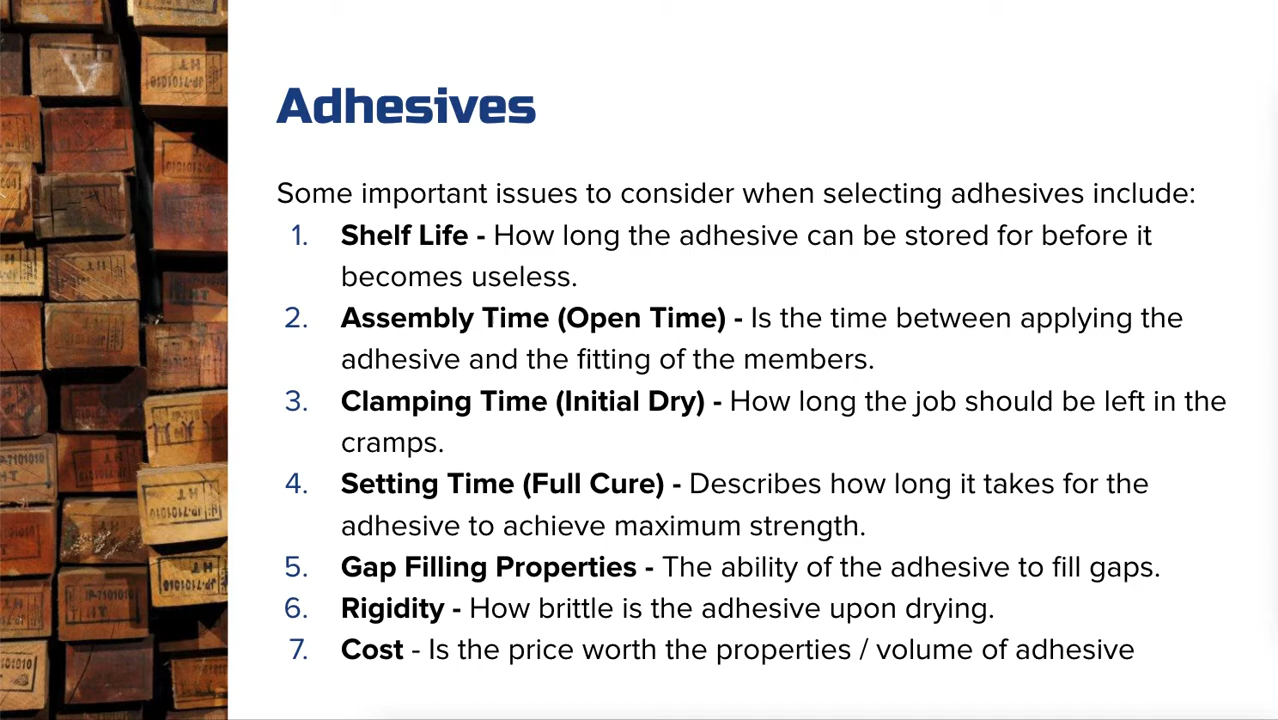 Adhesives
Some important issues to consider when selecting adhesives include:
1. Shelf Life - How long the adhesive can be stored for before it
becomes useless.
2. Assembly Time (Open Time) - Is the time between applying the
adhesive and the fitting of the members.
3. Clamping Time (Initial Dry) - How long the job should be left in the
cramps.
4. Setting Time (Full Cure) - Describes how long it takes for the
adhesive to achieve maximum strength.
5. Gap Filling Properties - The ability of the adhesive to fill gaps.
6. Rigidity - How brittle is the adhesive upon drying.
7. Cost - Is the price worth the properties / volume of adhesive